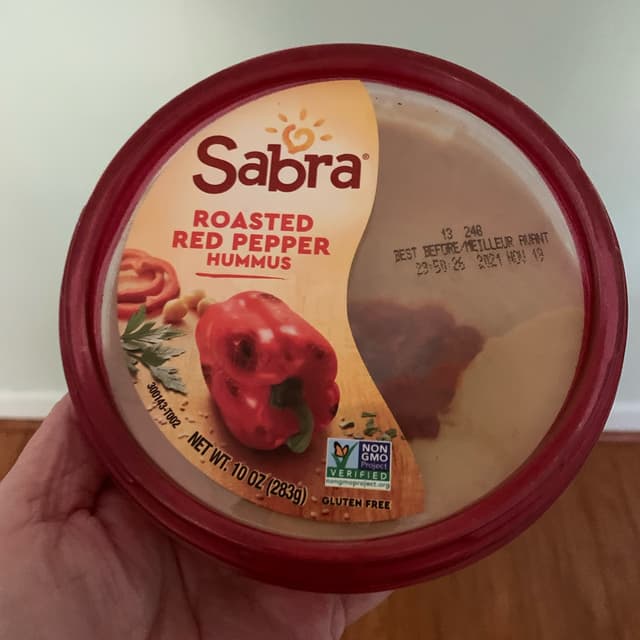 Sabra®
ROASTED
RED PEPPER
HUMMUS
13 248
BEST BEFORE/MEILLEUR AVANT
23:50:26 2021 NOV 19
300143-T002
NET WT. 10 OZ (283g)
NON
GMO
Project
VERIFIED
nongmoproject.org
GLUTEN FREE